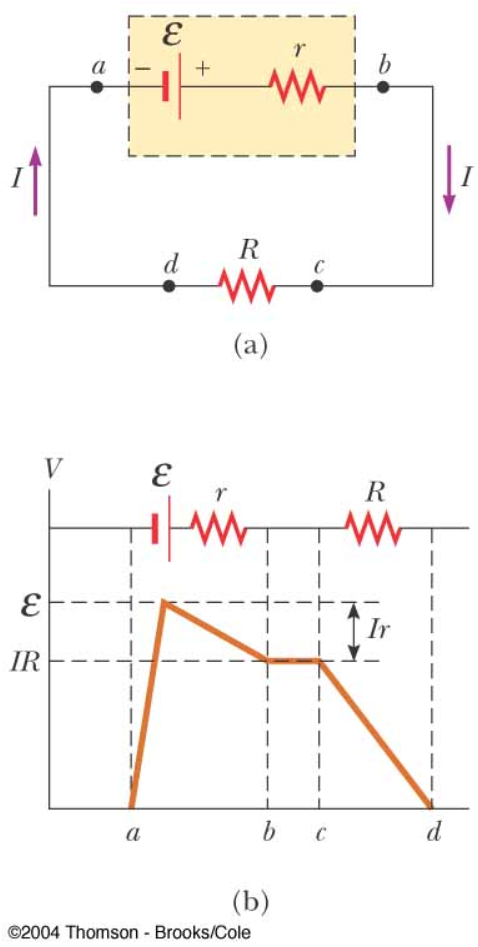 ε
r
a
− +
b
I
I
R
d
c
(a)
V
ε
r
R
ε
Ir
IR
a b c d
(b)
©2004 Thomson - Brooks/Cole